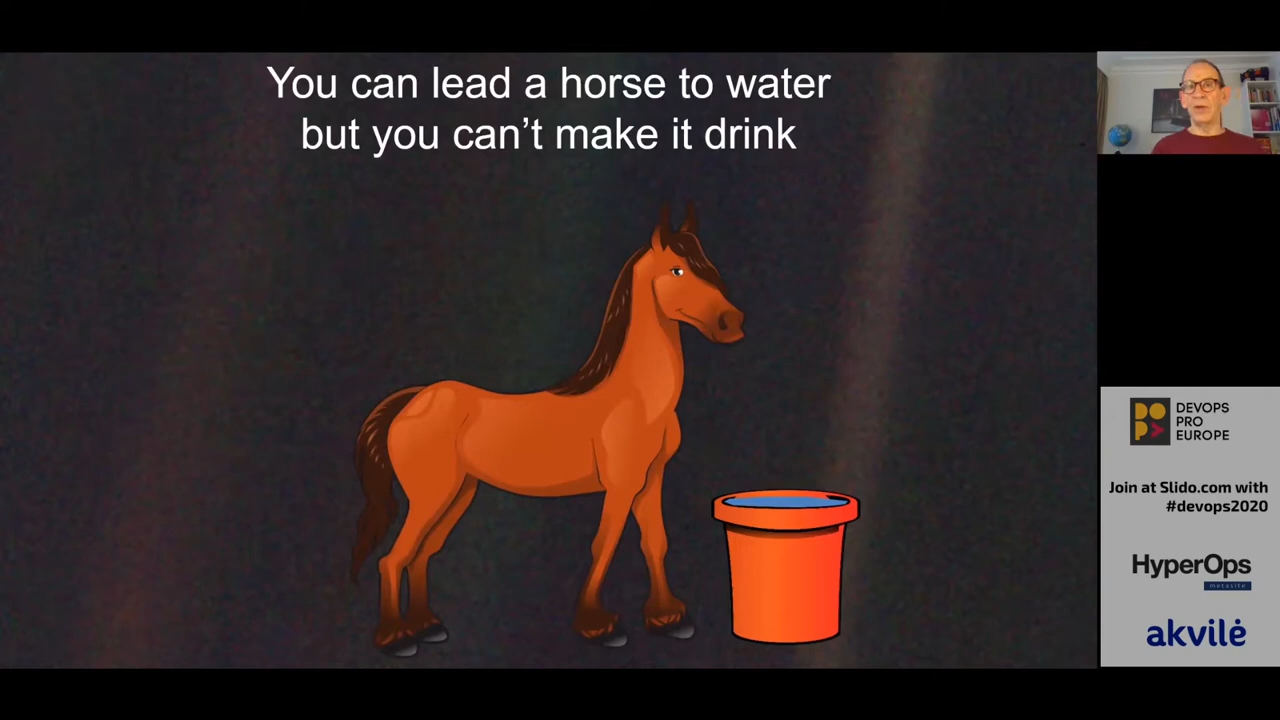 You can lead a horse to water
but you can’t make it drink
DEVOPS
PRO
EUROPE
Join at Slido.com with
#devops2020
HyperOps
metasite
akvilė